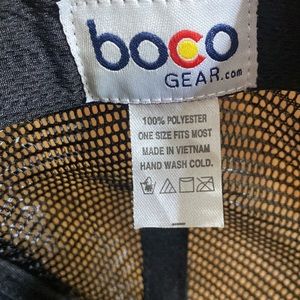 boco
GEAR.com
100% POLYESTER
ONE SIZE FITS MOST
MADE IN VIETNAM
HAND WASH COLD.